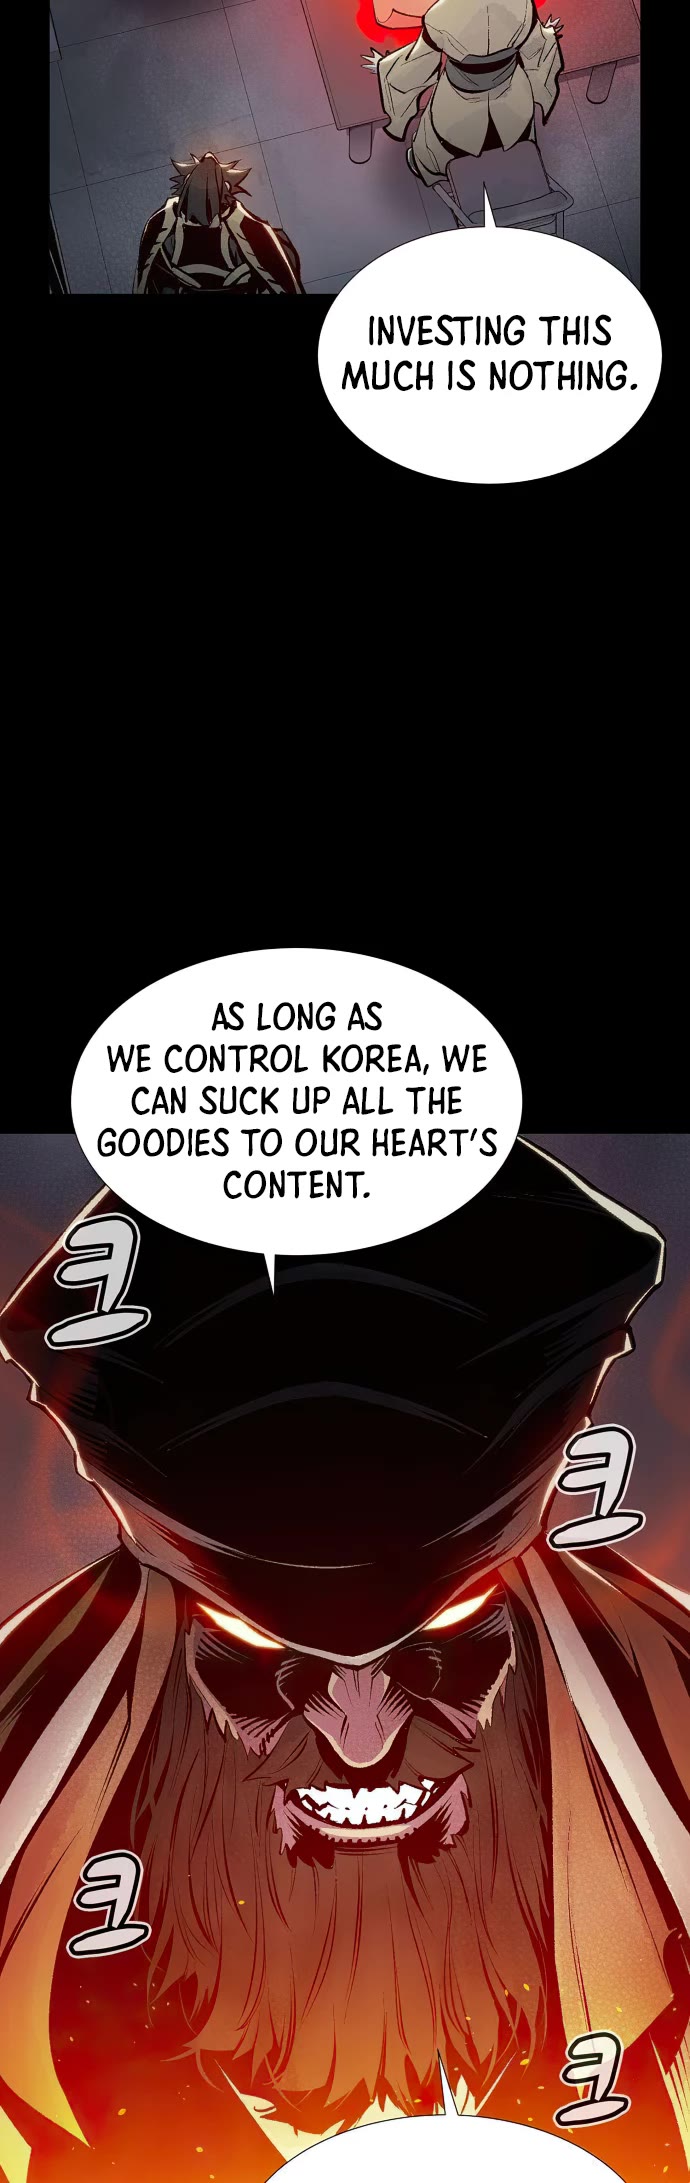 INVESTING THIS
MUCH IS NOTHING.
AS LONG AS
WE CONTROL KOREA, WE
CAN SUCK UP ALL THE
GOODIES TO OUR HEART'S
CONTENT.
크
크
크
크